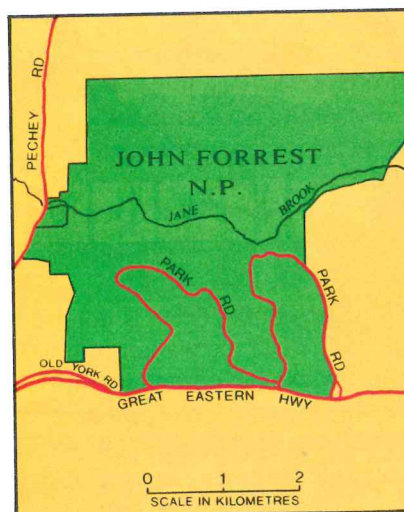 PECHEY RD
JOHN FORREST
N.P.
JANE BROOK
PARK RD
PARK RD
OLD YORK RD
GREAT EASTERN HWY
0 1 2
SCALE IN KILOMETRES